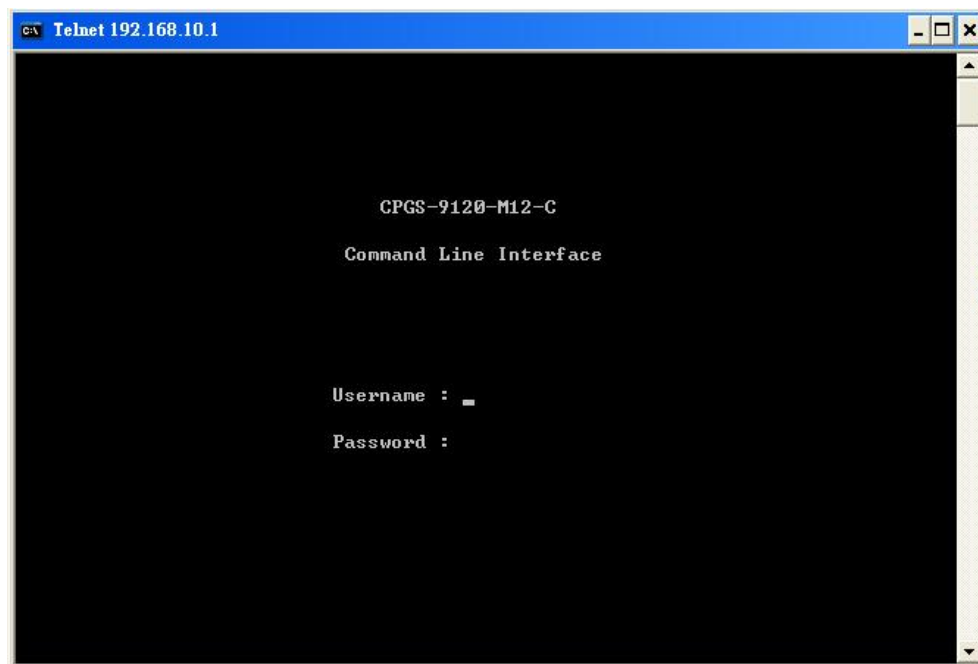 C:\ Telnet 192.168.10.1
CPGS-9120-M12-C
Command Line Interface
Username :
Password :